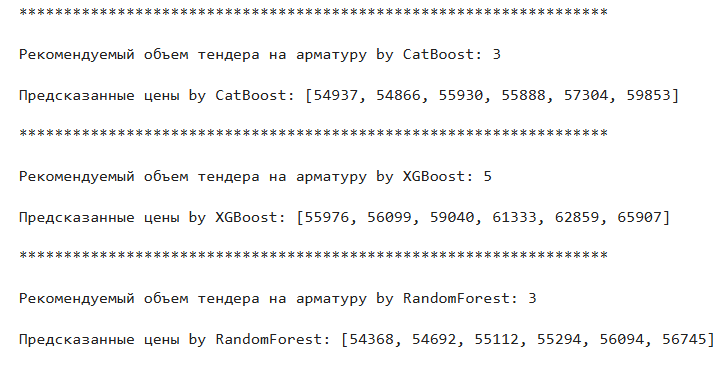 ******************************************************************
Рекомендуемый объем тендера на арматуру by CatBoost: 3
Предсказанные цены by CatBoost: [54937, 54866, 55930, 55888, 57304, 59853]
******************************************************************
Рекомендуемый объем тендера на арматуру by XGBoost: 5
Предсказанные цены by XGBoost: [55976, 56099, 59040, 61333, 62859, 65907]
******************************************************************
Рекомендуемый объем тендера на арматуру by RandomForest: 3
Предсказанные цены by RandomForest: [54368, 54692, 55112, 55294, 56094, 56745]